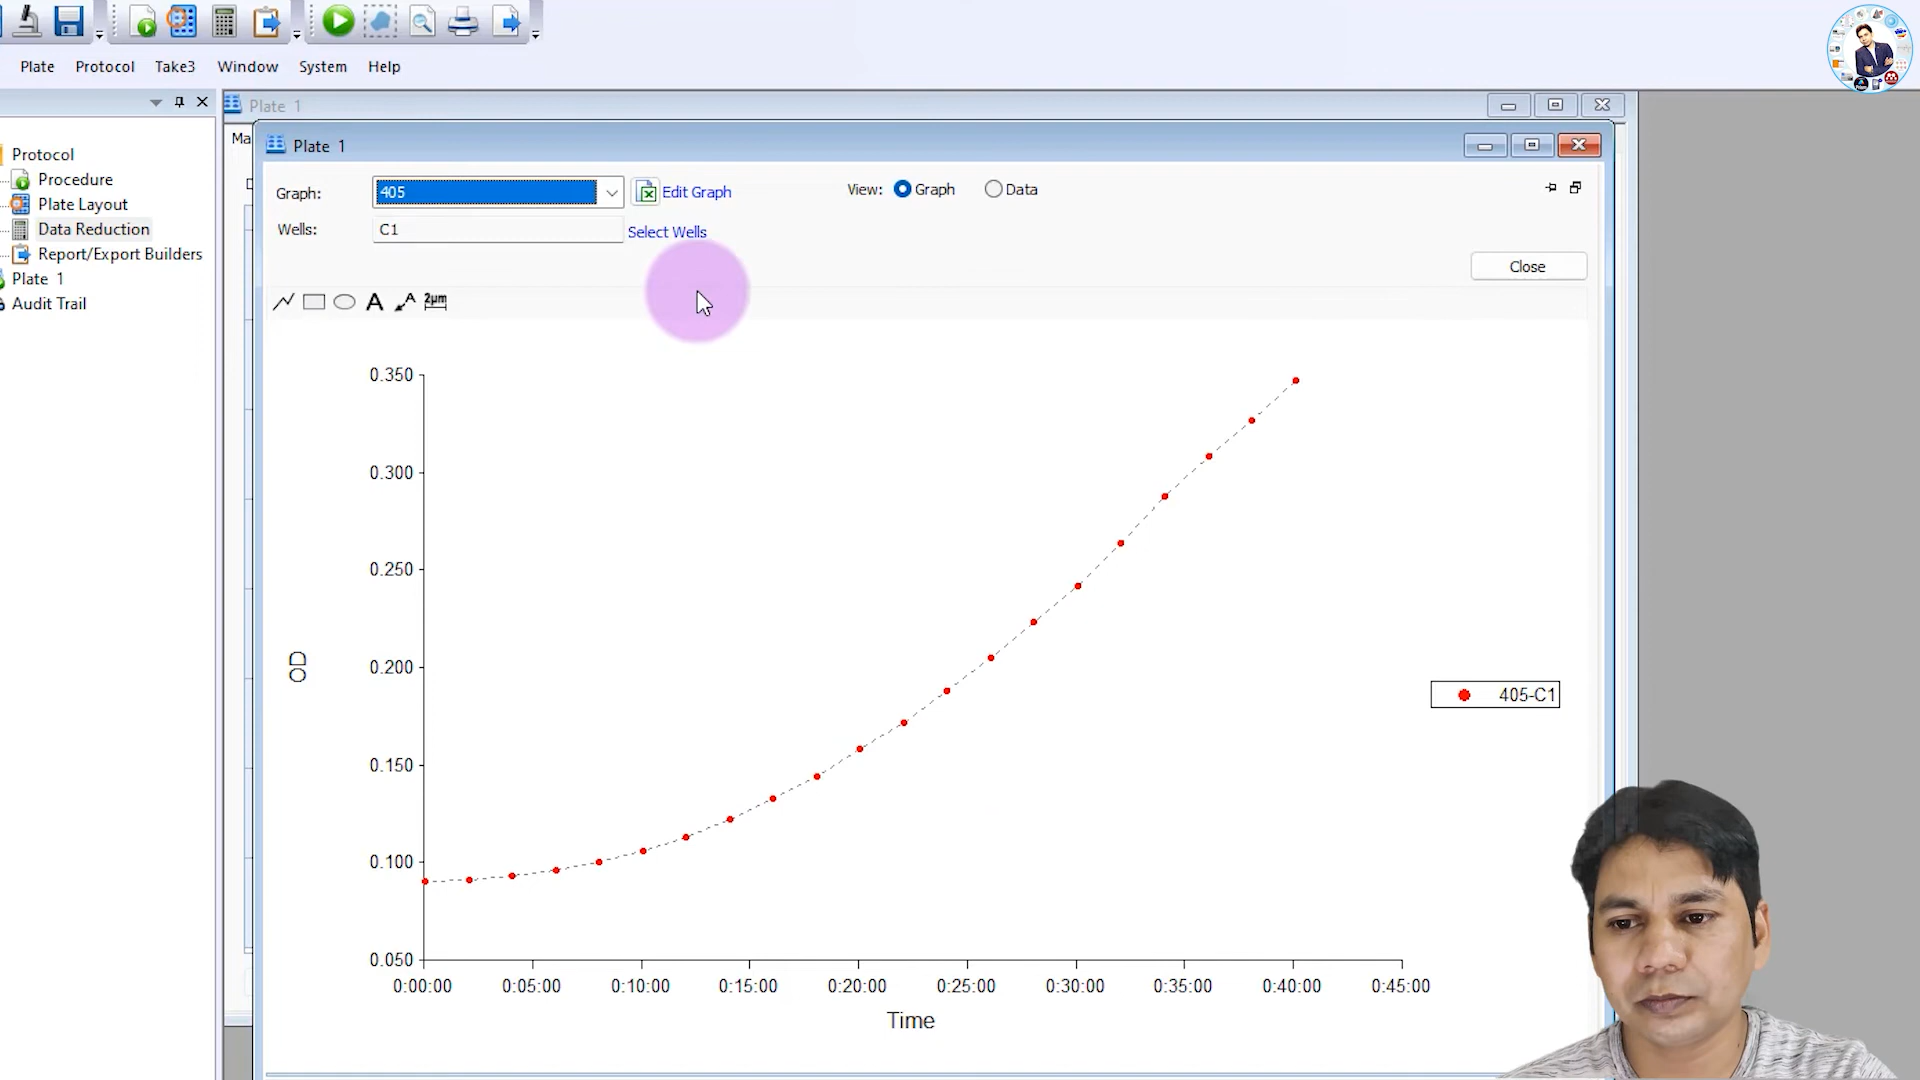 Plate Protocol Take3 Window System Help
Plate 1
Ma
Plate 1
Protocol
Procedure
Plate Layout
Data Reduction
Report/Export Builders
Plate 1
Audit Trail
Graph: 405 Edit Graph View: Graph Data
Wells: C1 Select Wells
Close
A A 2µm
0.350
0.300
0.250
0.200
0.150
0.100
0.050
OD
405-C1
0:00:00 0:05:00 0:10:00 0:15:00 0:20:00 0:25:00 0:30:00 0:35:00 0:40:00 0:45:00
Time